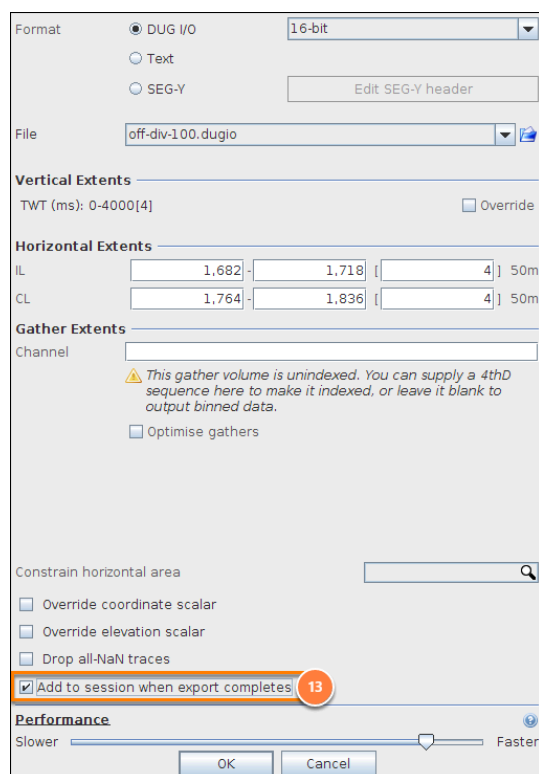 Format DUG I/O 16-bit
Text
SEG-Y Edit SEG-Y header
File off-div-100.dugio
Vertical Extents
TWT (ms): 0-4000[4] Override
Horizontal Extents
IL 1,682 - 1,718 [ 4 ] 50m
CL 1,764 - 1,836 [ 4 ] 50m
Gather Extents
Channel
This gather volume is unindexed. You can supply a 4thD
sequence here to make it indexed, or leave it blank to
output binned data.
Optimise gathers
Constrain horizontal area
Override coordinate scalar
Override elevation scalar
Drop all-NaN traces
Add to session when export completes 13
Performance
Slower Faster
OK Cancel